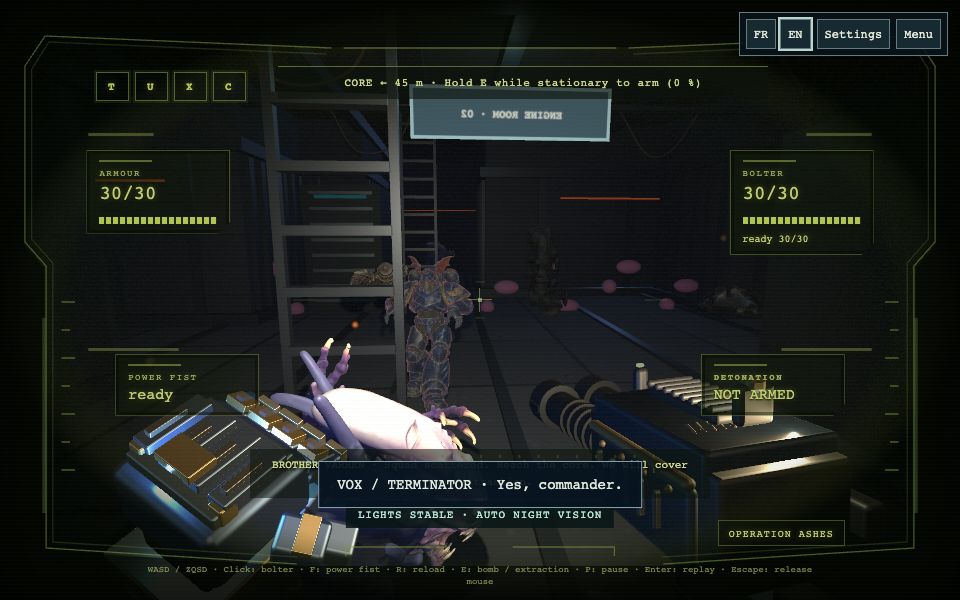 FR EN Settings Menu
T U X C
CORE ← 45 m · Hold E while stationary to arm (0 %)
ENGINE ROOM · 02
ARMOUR
30/30
BOLTER
30/30
ready 30/30
POWER FIST
ready
DETONATION
NOT ARMED
BROTHER
cover
VOX / TERMINATOR · Yes, commander.
LIGHTS STABLE · AUTO NIGHT VISION
OPERATION ASHES
WASD / ZQSD · Click: bolter · F: power fist · R: reload · E: bomb / extraction · P: pause · Enter: replay · Escape: release
mouse